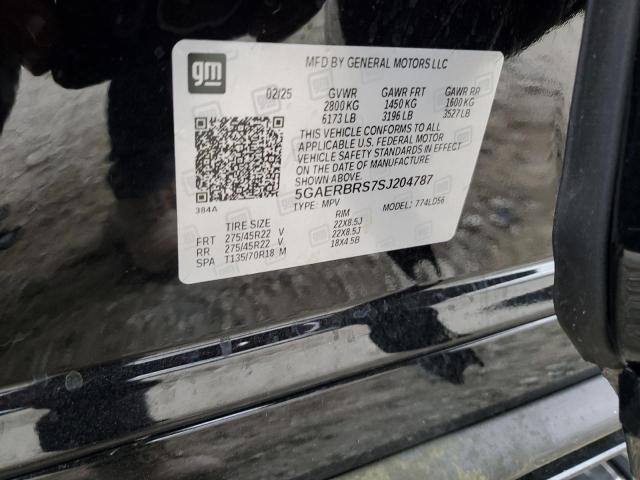 gm
MFD BY GENERAL MOTORS LLC
02/25 GVWR GAWR FRT GAWR RR
2800 KG 1450 KG 1600 KG
6173 LB 3196 LB 3527 LB
THIS VEHICLE CONFORMS TO ALL
APPLICABLE U.S. FEDERAL MOTOR
VEHICLE SAFETY STANDARDS IN EFFECT
ON THE DATE OF MANUFACTURE
SHOWN ABOVE.
5GAERBRS7SJ204787
384A TYPE: MPV MODEL: 774LD56
TIRE SIZE RIM
FRT 275/45R22 V 22X8.5J
RR 275/45R22 V 22X8.5J
SPA T135/70R18 M 18X4.5B